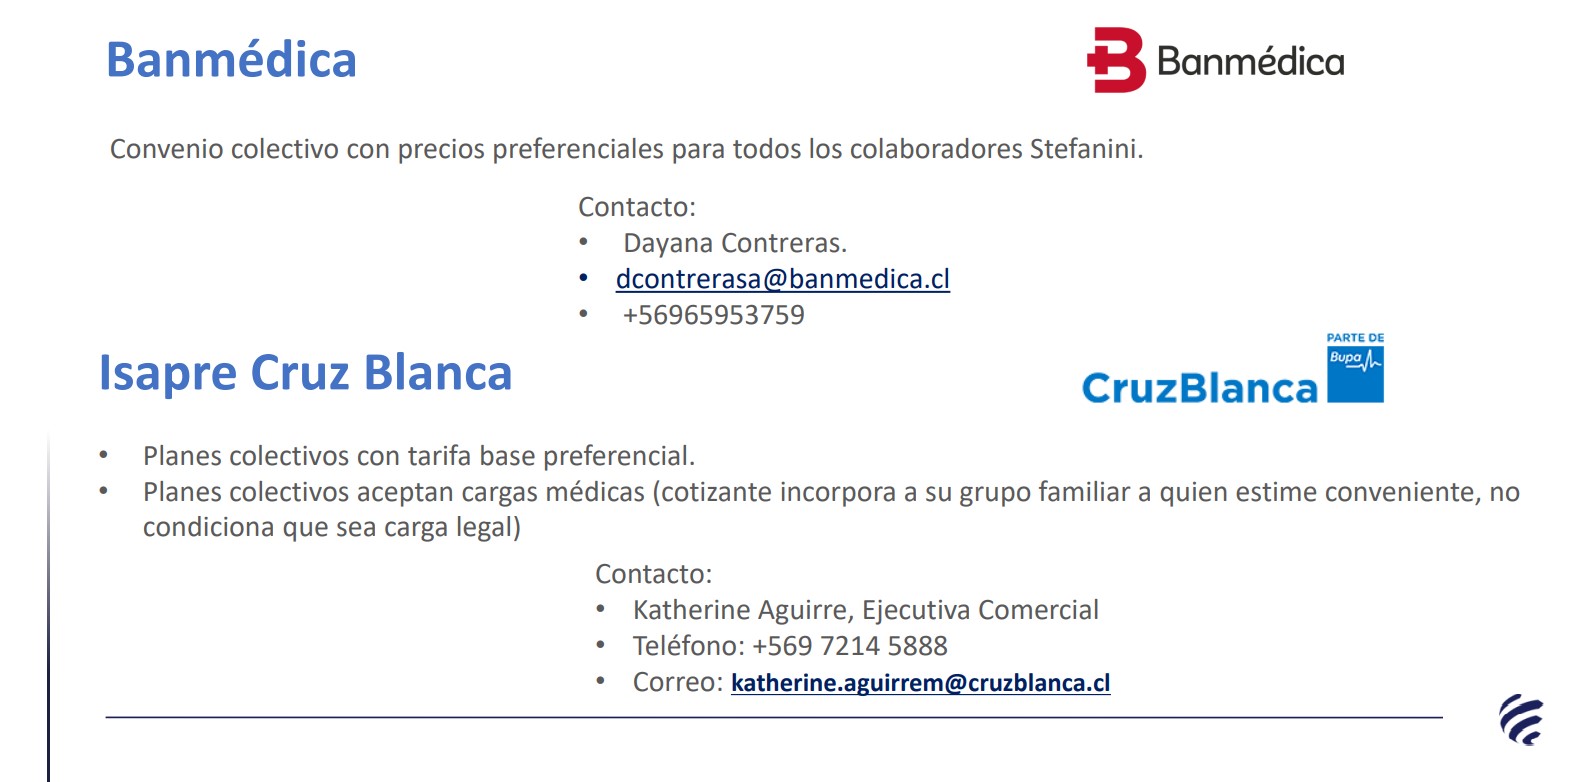 Banmédica
Banmédica
Convenio colectivo con precios preferenciales para todos los colaboradores Stefanini.
Contacto:
• Dayana Contreras.
• dcontrerasa@banmedica.cl
• +56965953759
Isapre Cruz Blanca
PARTE DE
Bupa
CruzBlanca
• Planes colectivos con tarifa base preferencial.
• Planes colectivos aceptan cargas médicas (cotizante incorpora a su grupo familiar a quien estime conveniente, no
condiciona que sea carga legal)
Contacto:
• Katherine Aguirre, Ejecutiva Comercial
• Teléfono: +569 7214 5888
• Correo: katherine.aguirrem@cruzblanca.cl